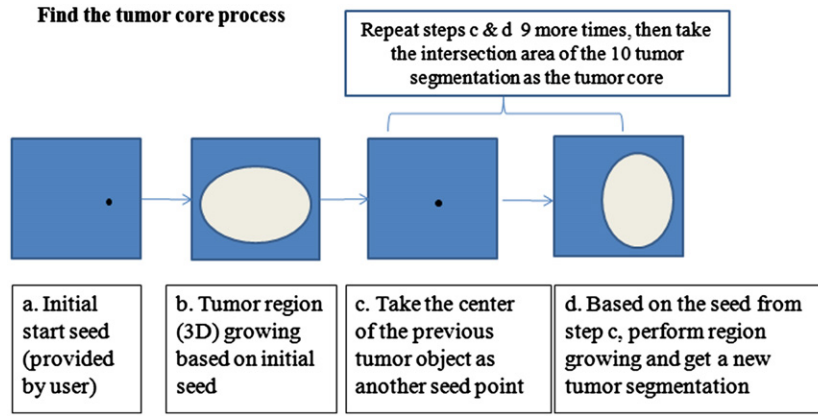 Find the tumor core process
Repeat steps c & d 9 more times, then take
the intersection area of the 10 tumor
segmentation as the tumor core
a. Initial
start seed
(provided
by user)
b. Tumor region
(3D) growing
based on initial
seed
c. Take the center
of the previous
tumor object as
another seed point
d. Based on the seed from
step c, perform region
growing and get a new
tumor segmentation